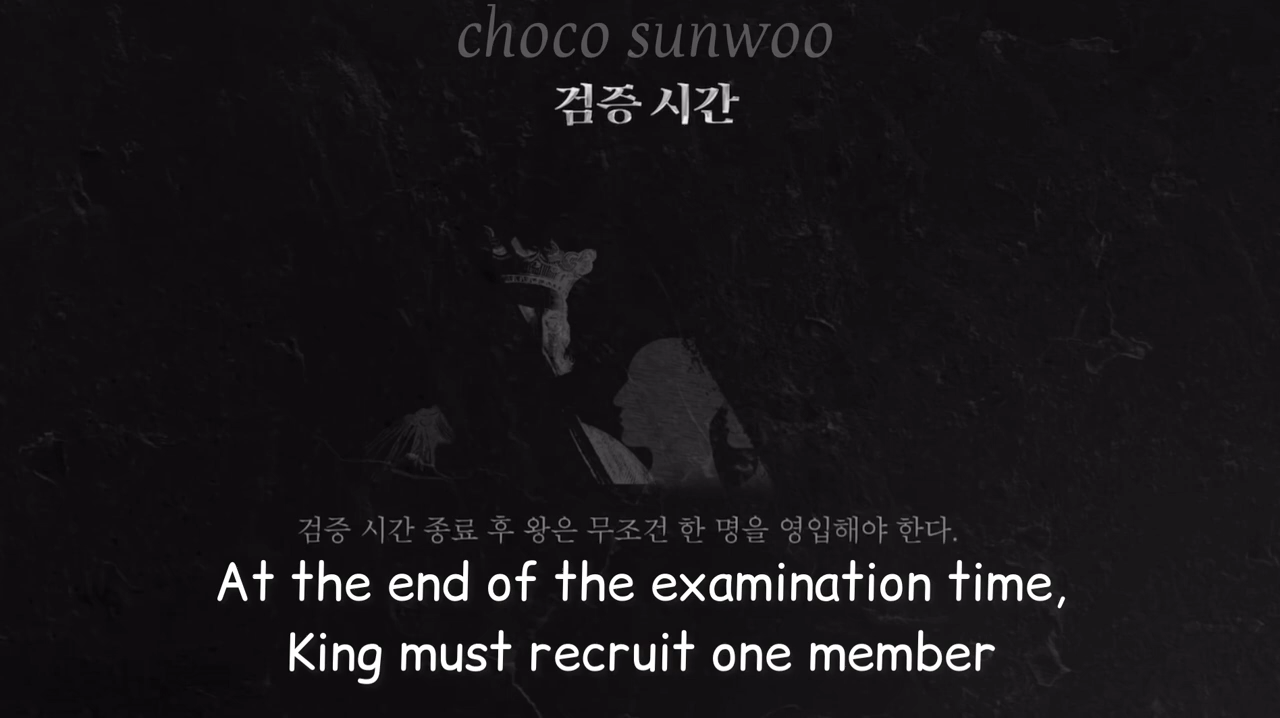 choco sunwoo
검증 시간
검증 시간 종료 후 왕은 무조건 한 명을 영입해야 한다.
At the end of the examination time,
King must recruit one member